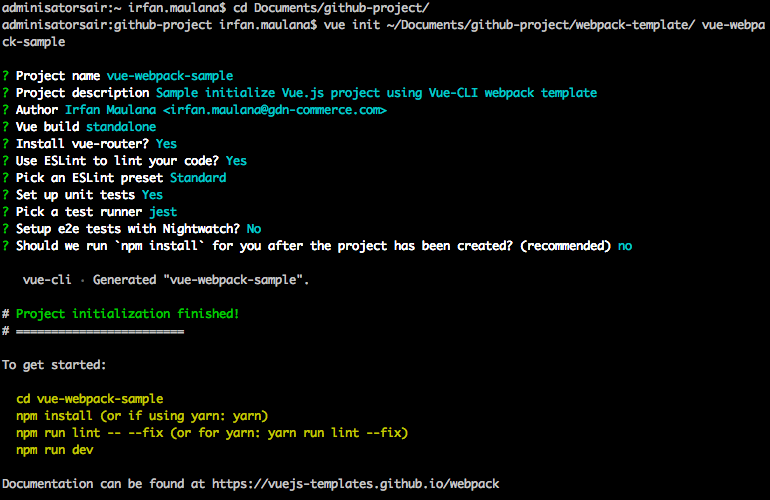 adminisatorsair:~ irfan.maulana$ cd Documents/github-project/
adminisatorsair:github-project irfan.maulana$ vue init ~/Documents/github-project/webpack-template/ vue-webpa
ck-sample
? Project name vue-webpack-sample
? Project description Sample initialize Vue.js project using Vue-CLI webpack template
? Author Irfan Maulana <irfan.maulana@gdn-commerce.com>
? Vue build standalone
? Install vue-router? Yes
? Use ESLint to lint your code? Yes
? Pick an ESLint preset Standard
? Set up unit tests Yes
? Pick a test runner jest
? Setup e2e tests with Nightwatch? No
? Should we run `npm install` for you after the project has been created? (recommended) no
vue-cli · Generated "vue-webpack-sample".
# Project initialization finished!
# ========================
To get started:
cd vue-webpack-sample
npm install (or if using yarn: yarn)
npm run lint -- --fix (or for yarn: yarn run lint --fix)
npm run dev
Documentation can be found at https://vuejs-templates.github.io/webpack